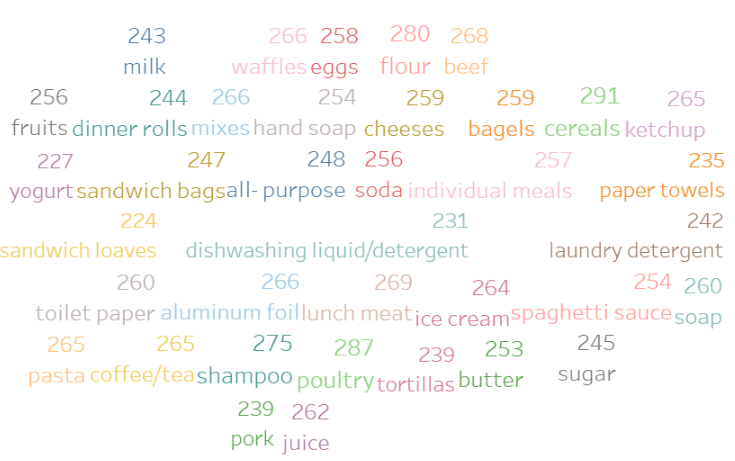 243 266 258 280 268
milk waffles eggs flour beef
256 244 266 254 259 259 291 265
fruits dinner rolls mixes hand soap cheeses bagels cereals ketchup
227 247 248 256 257 235
yogurt sandwich bags all- purpose soda individual meals paper towels
224 231 242
sandwich loaves dishwashing liquid/detergent laundry detergent
260 266 269 264 254 260
toilet paper aluminum foil lunch meat ice cream spaghetti sauce soap
265 265 275 287 239 253 245
pasta coffee/tea shampoo poultry tortillas butter sugar
239 262
pork juice